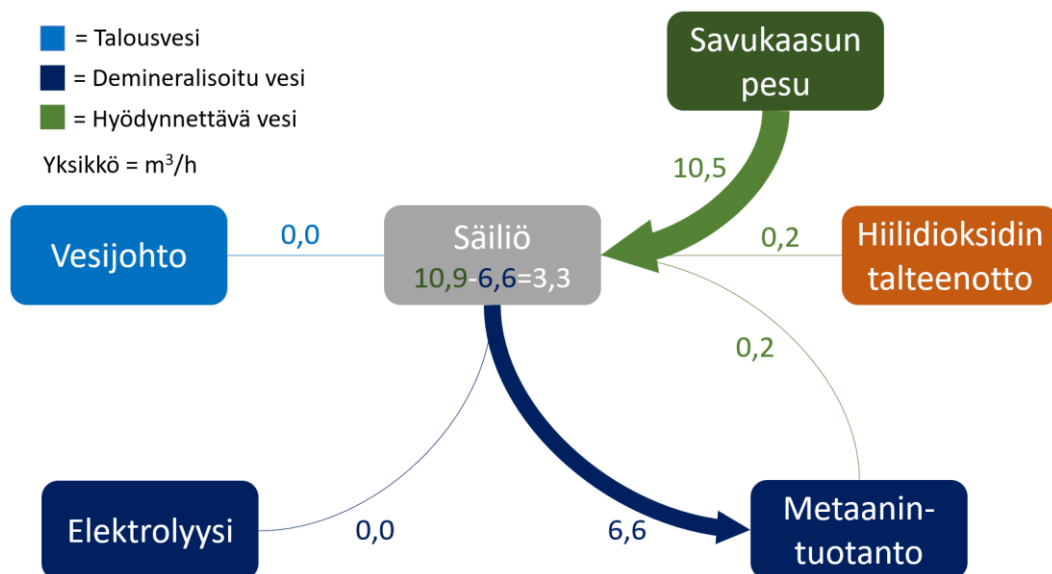 = Talousvesi
= Demineralisoitu vesi
= Hyödynnettävä vesi
Yksikkö = m³/h
Savukaasun
pesu
10,5
Vesijohto
0,0
Säiliö
10,9-6,6=3,3
0,2
Hiilidioksidin
talteenotto
0,2
Elektrolyysi
0,0
6,6
Metaanin-
tuotanto